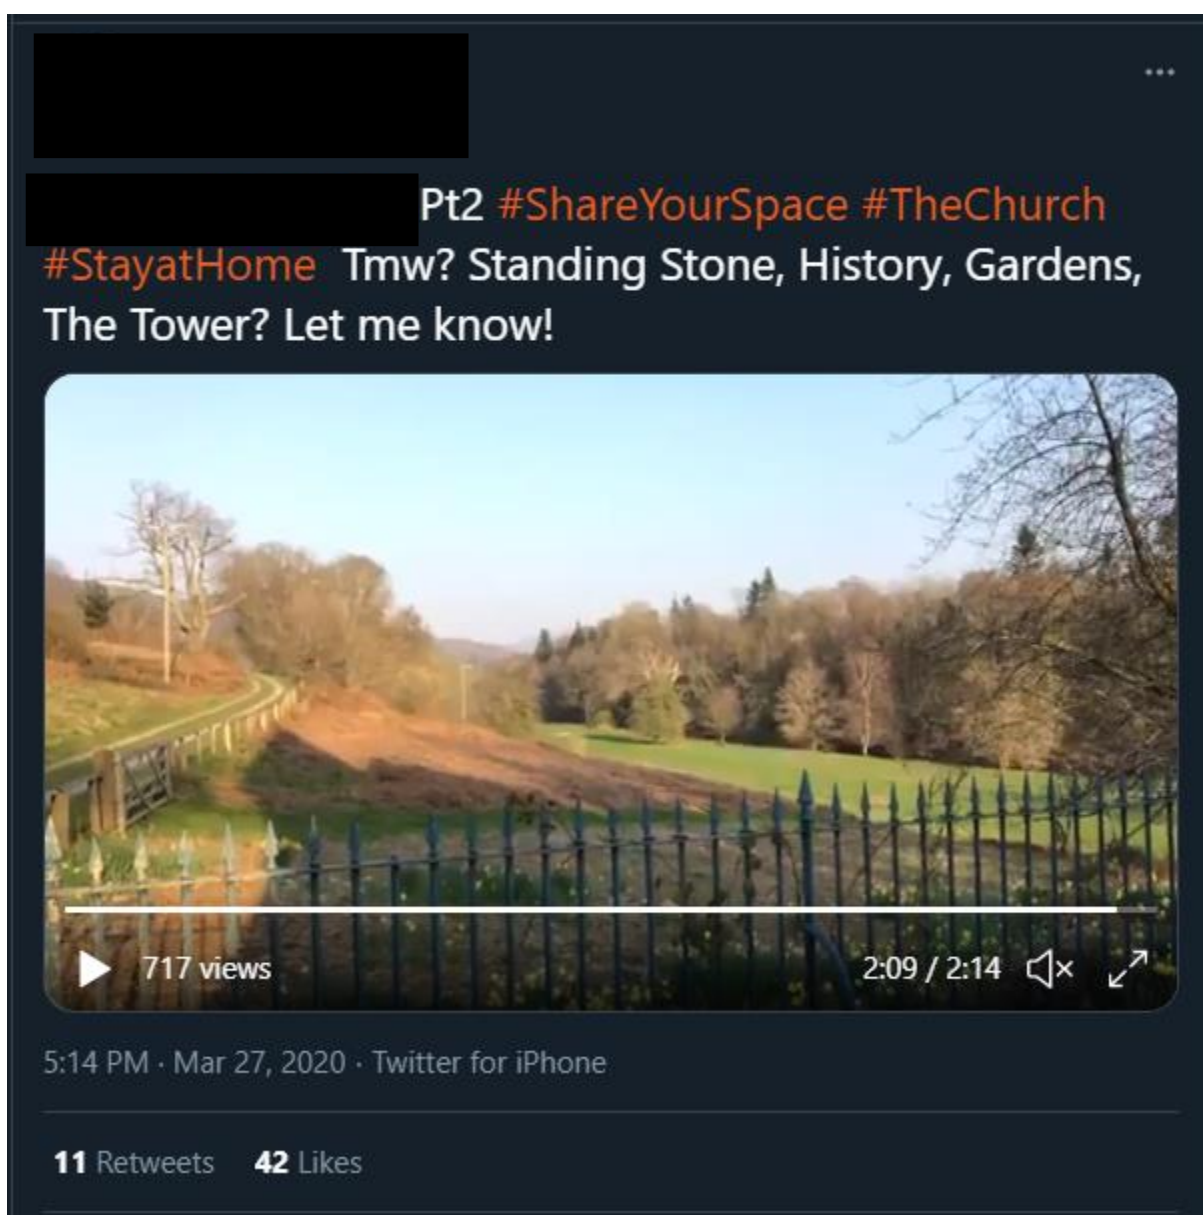 Pt2 #ShareYourSpace #TheChurch
#StayatHome Tmw? Standing Stone, History, Gardens,
The Tower? Let me know!
717 views
2:09 / 2:14
5:14 PM · Mar 27, 2020 · Twitter for iPhone
11 Retweets 42 Likes